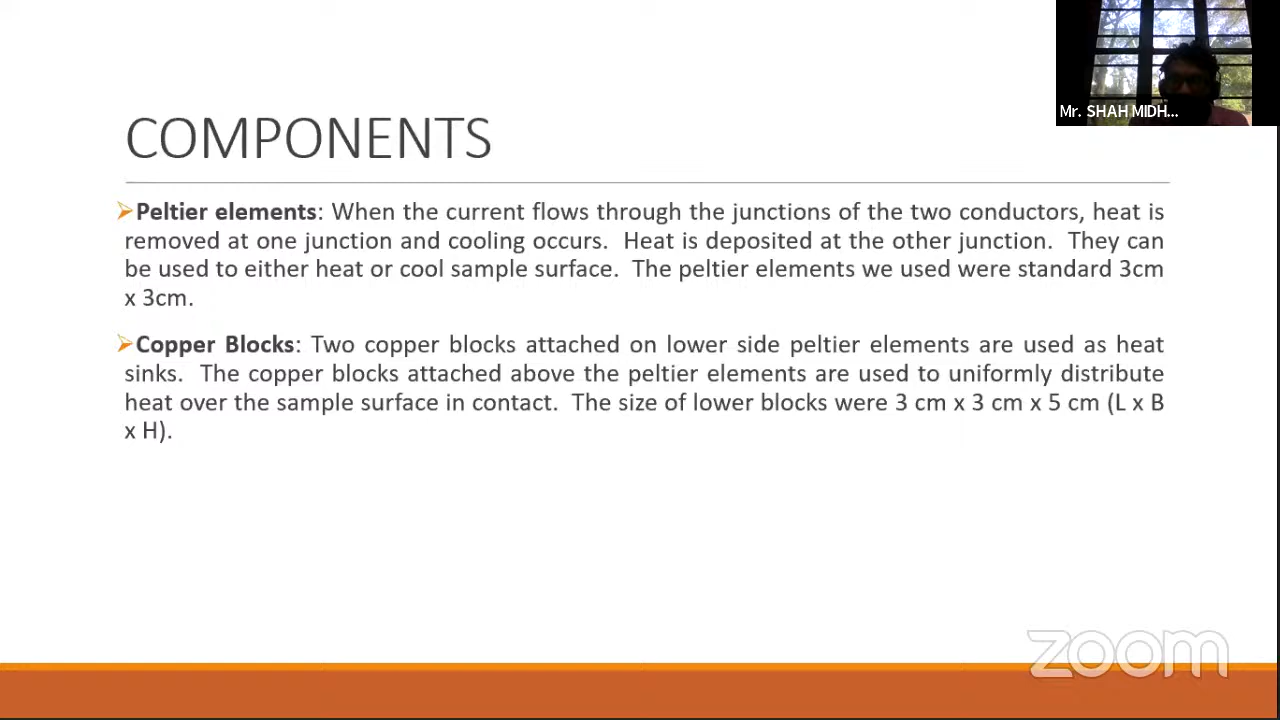 Mr. SHAH MIDH...
COMPONENTS
Peltier elements: When the current flows through the junctions of the two conductors, heat is
removed at one junction and cooling occurs. Heat is deposited at the other junction. They can
be used to either heat or cool sample surface. The peltier elements we used were standard 3cm
x 3cm.
Copper Blocks: Two copper blocks attached on lower side peltier elements are used as heat
sinks. The copper blocks attached above the peltier elements are used to uniformly distribute
heat over the sample surface in contact. The size of lower blocks were 3 cm x 3 cm x 5 cm (L x B
x H).
zoom